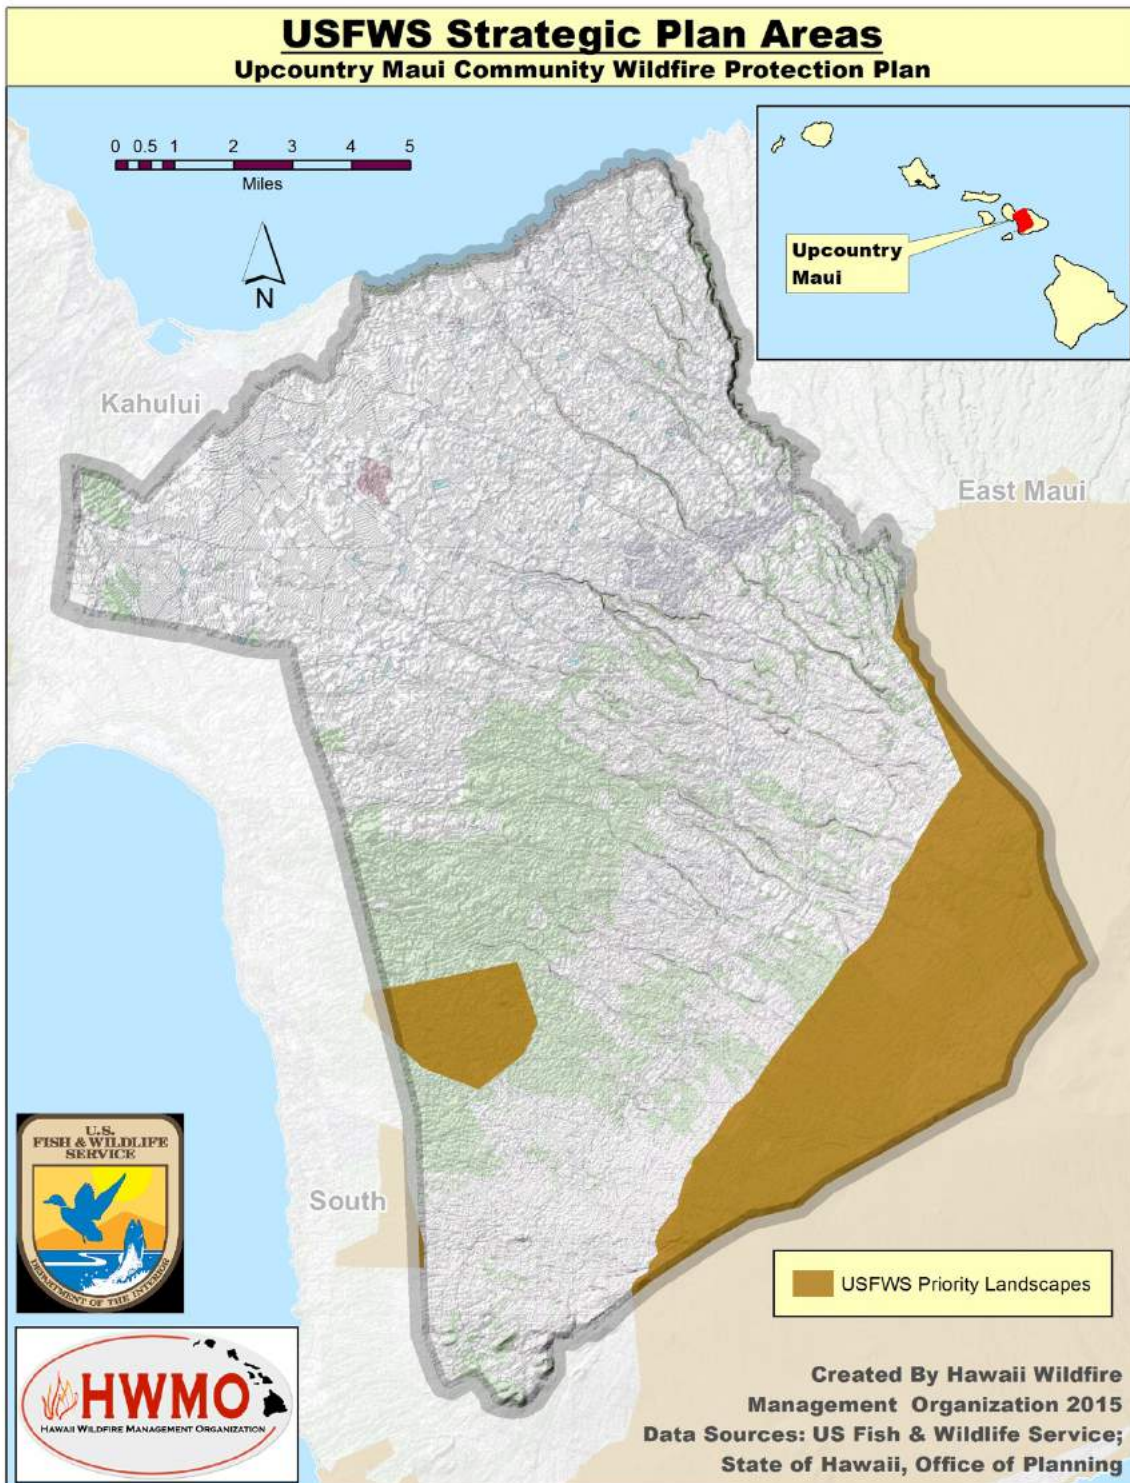 USFWS Strategic Plan Areas
Upcountry Maui Community Wildfire Protection Plan
0 0.5 1 2 3 4 5
Miles
N
Upcountry
Maui
Kahului
East Maui
South
U.S.
FISH & WILDLIFE
SERVICE
DEPARTMENT OF THE INTERIOR
USFWS Priority Landscapes
HWMO
HAWAII WILDFIRE MANAGEMENT ORGANIZATION
Created By Hawaii Wildfire
Management Organization 2015
Data Sources: US Fish & Wildlife Service;
State of Hawaii, Office of Planning